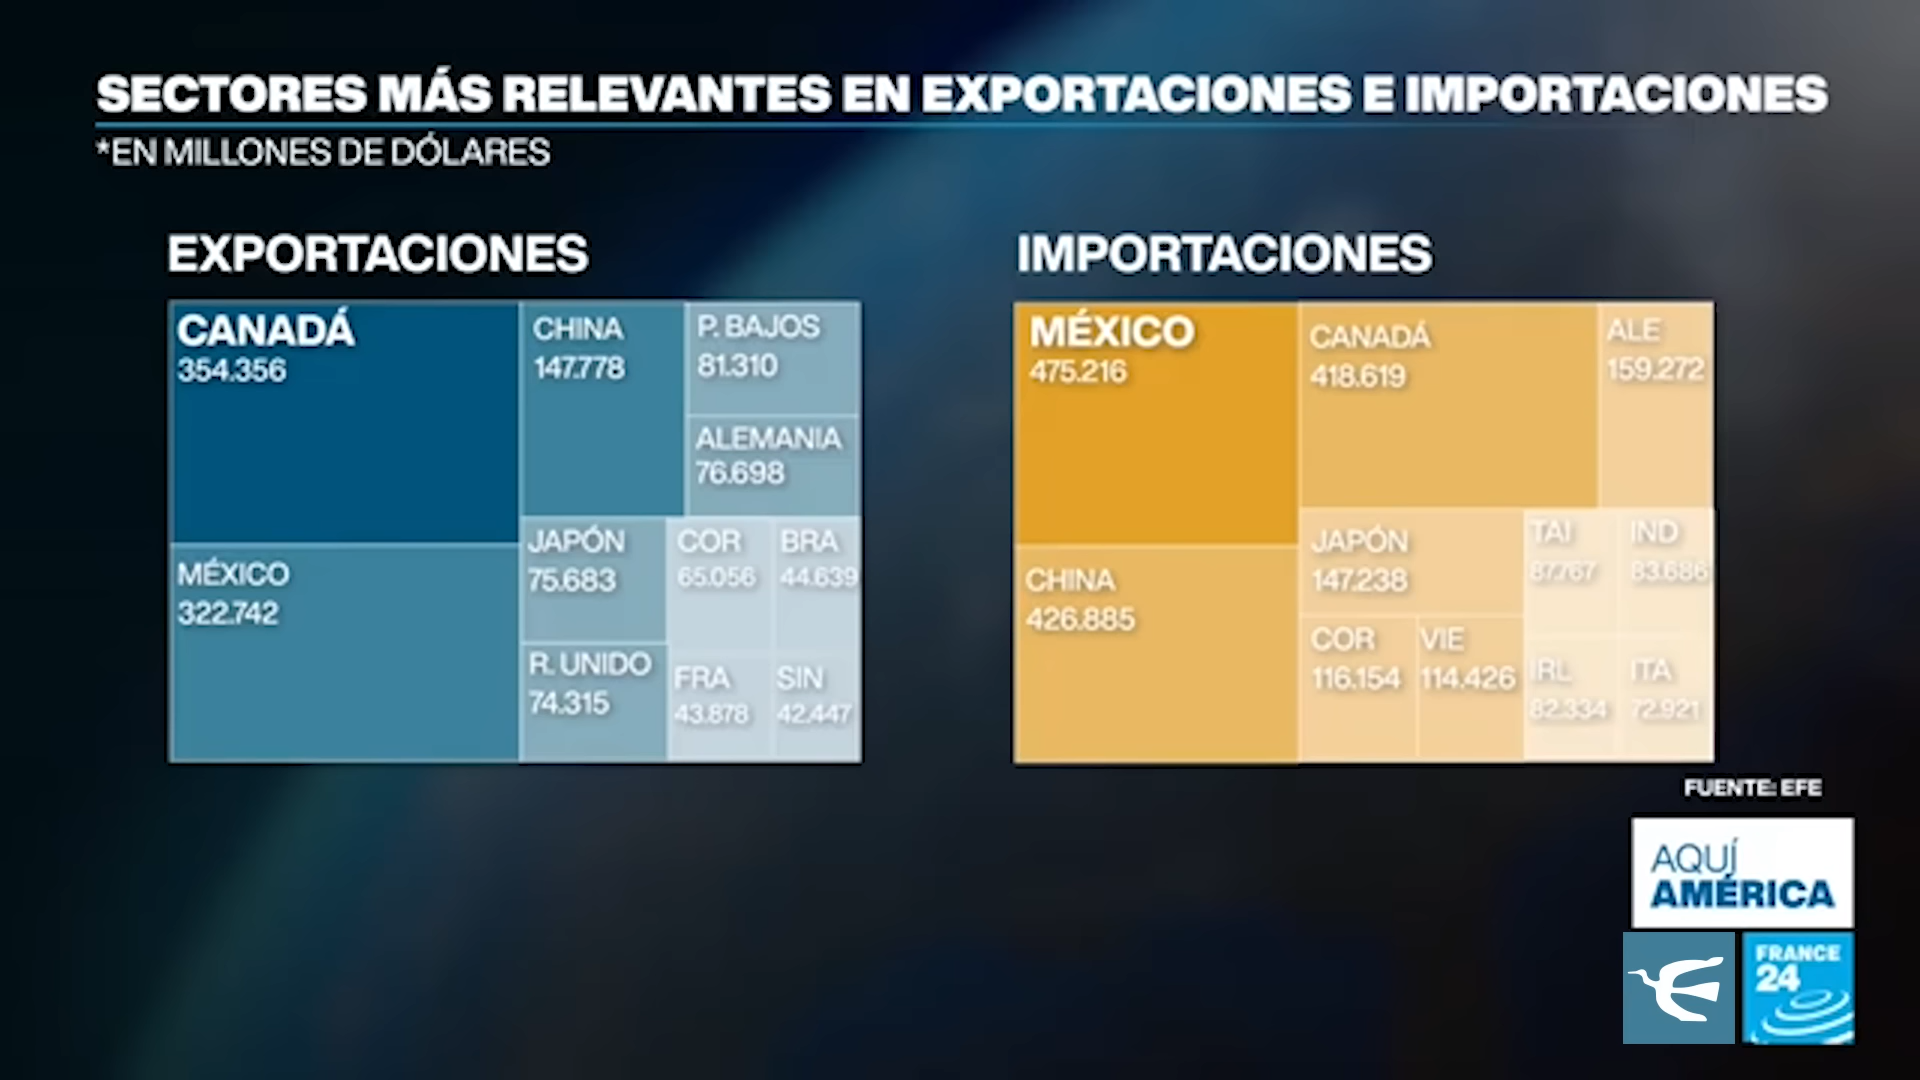 SECTORES MÁS RELEVANTES EN EXPORTACIONES E IMPORTACIONES
*EN MILLONES DE DÓLARES
EXPORTACIONES
CANADÁ
354.356
MÉXICO
322.742
CHINA
147.778
P. BAJOS
81.310
ALEMANIA
76.698
JAPÓN
75.683
R. UNIDO
74.315
COR
65.056
BRA
44.639
FRA
43.878
SIN
42.447
IMPORTACIONES
MÉXICO
475.216
CHINA
426.885
CANADÁ
418.619
ALE
159.272
JAPÓN
147.238
COR
116.154
VIE
114.426
TAI
87.767
IND
83.686
IRL
82.334
ITA
72.921
FUENTE: EFE
AQUÍ
AMÉRICA
FRANCE
24